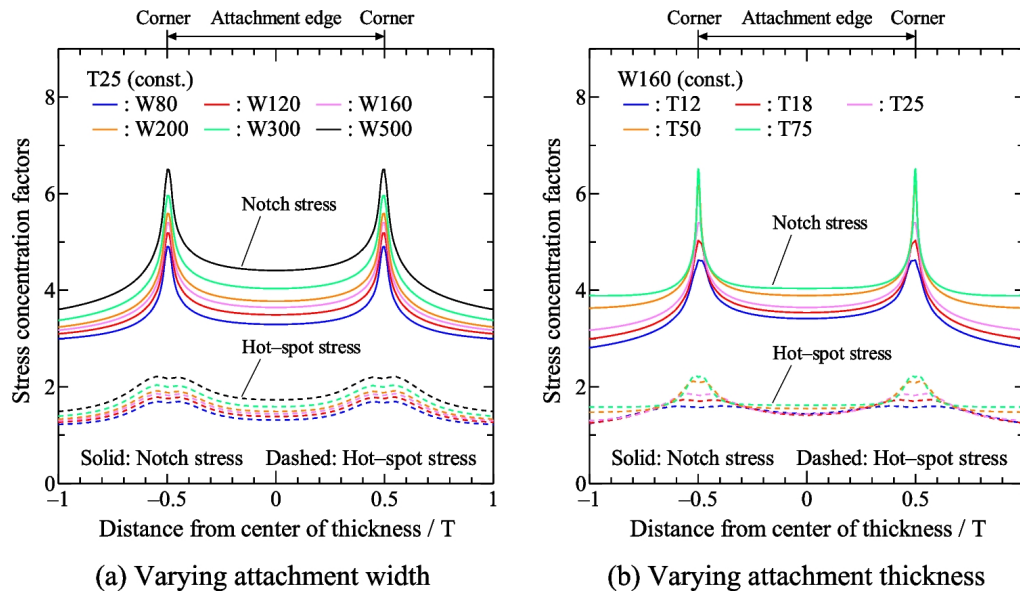 Corner Attachment edge Corner
T25 (const.)
: W80 : W120 : W160
: W200 : W300 : W500
Notch stress
Hot–spot stress
Solid: Notch stress Dashed: Hot–spot stress
8
6
4
2
0
−1 −0.5 0 0.5 1
Stress concentration factors
Distance from center of thickness / T
(a) Varying attachment width
Corner Attachment edge Corner
W160 (const.)
: T12 : T18 : T25
: T50 : T75
Notch stress
Hot–spot stress
Solid: Notch stress Dashed: Hot–spot stress
8
6
4
2
0
−1 −0.5 0 0.5 1
Stress concentration factors
Distance from center of thickness / T
(b) Varying attachment thickness